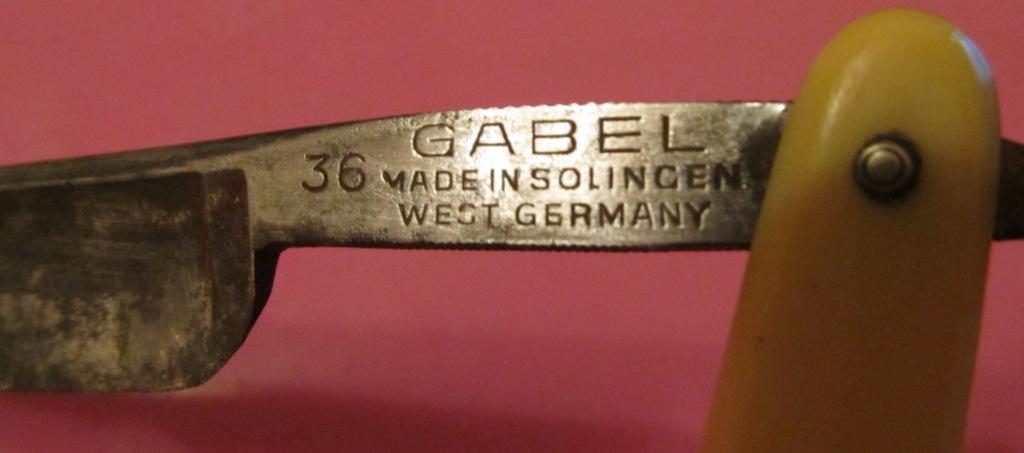 GABEL
36 MADE IN SOLINGEN
WEST GERMANY